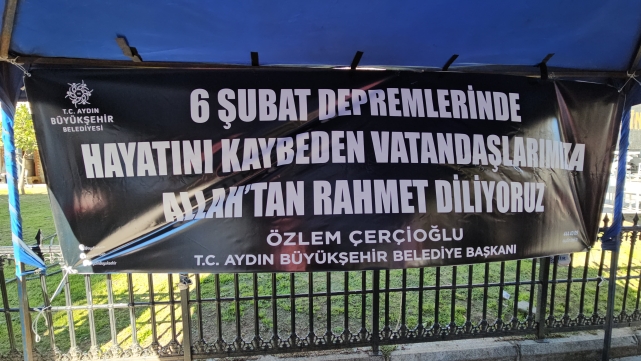 T.C. AYDIN
BÜYÜKŞEHİR
BELEDİYESİ
6 ŞUBAT DEPREMLERİNDE
HAYATINI KAYBEDEN VATANDAŞLARIMIZA
ALLAH'TAN RAHMET DİLİYORUZ
ÖZLEM ÇERÇİOĞLU
T.C. AYDIN BÜYÜKŞEHİR BELEDİYE BAŞKANI